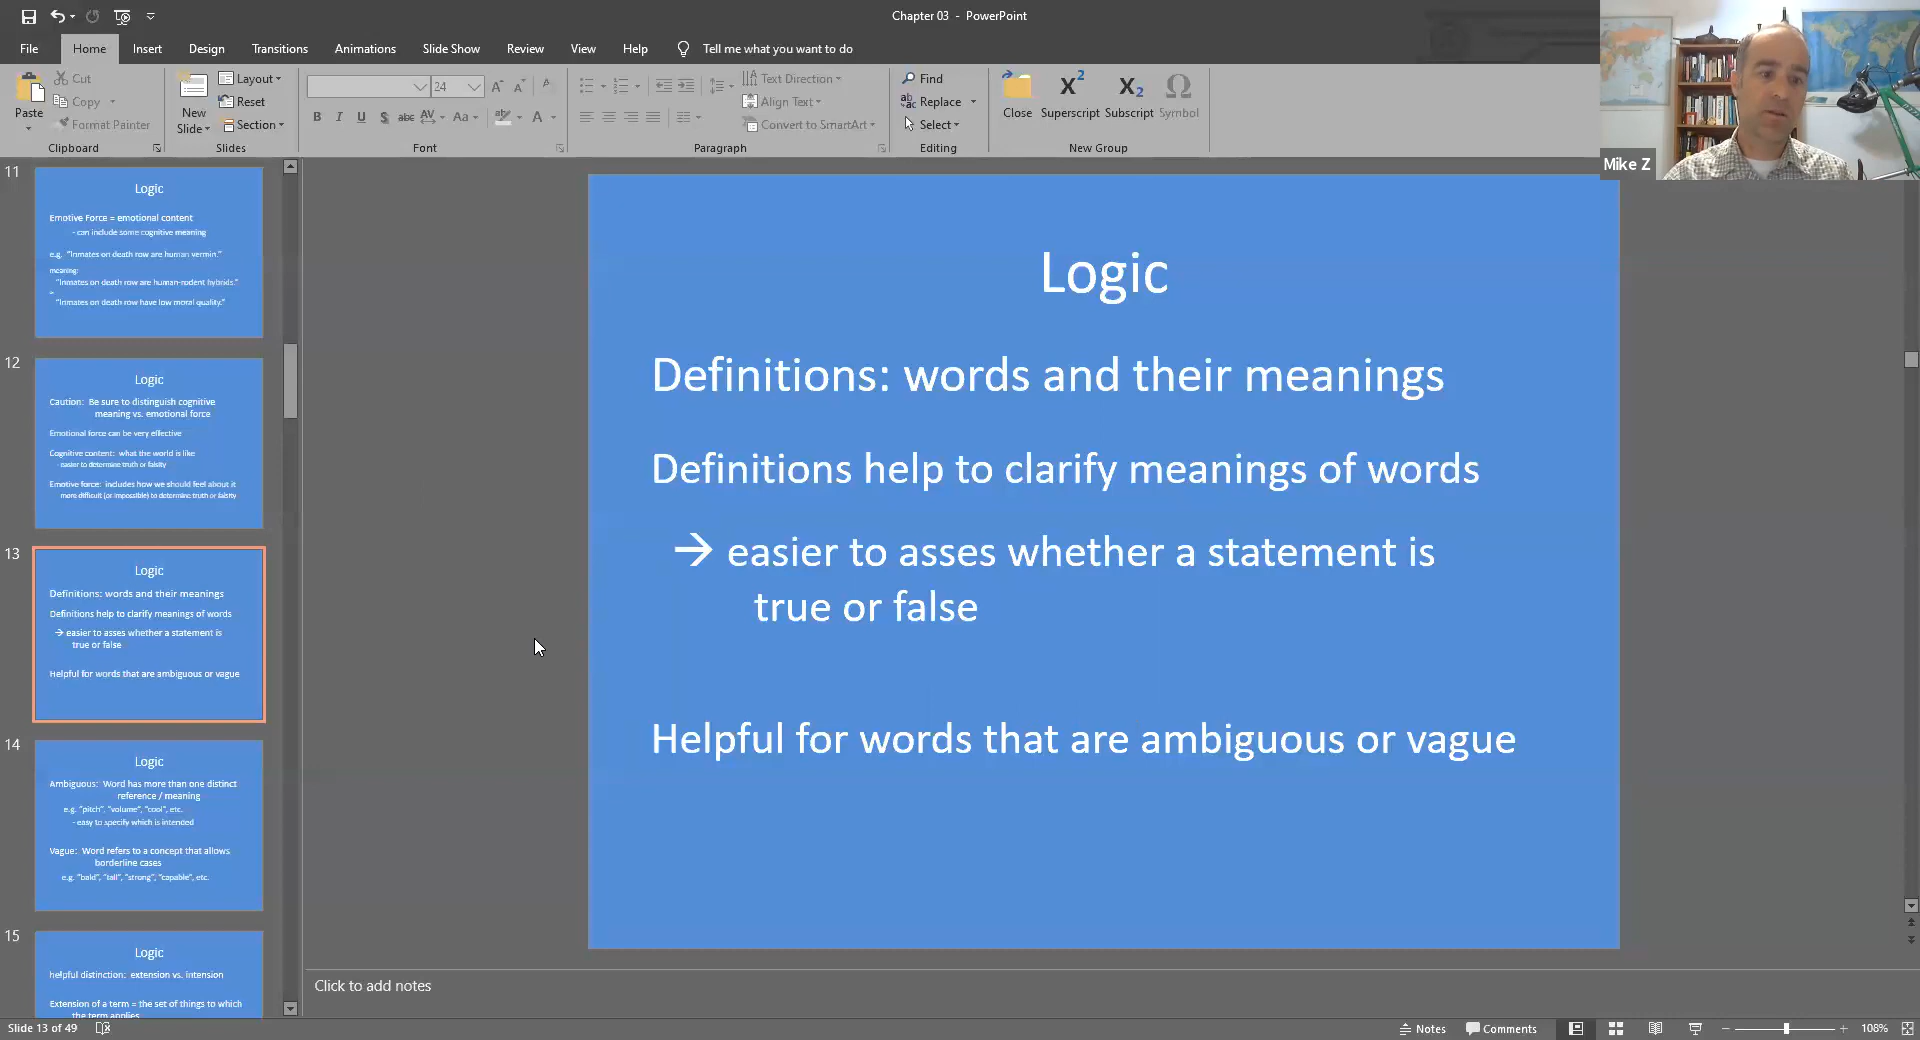 Chapter 03 - PowerPoint
File Home Insert Design Transitions Animations Slide Show Review View Help Tell me what you want to do
Paste
Cut
Copy
Format Painter
Clipboard
New
Slide
Layout
Reset
Section
Slides
24
B I U S abc AV Aa A
Font
Text Direction
Align Text
Convert to SmartArt
Paragraph
Find
Replace
Select
Editing
Close
X2
Superscript
X2
Subscript
Ω
Symbol
New Group
Mike Z
11
Logic
Emotive Force = emotional content
- can include some cognitive meaning
e.g. "Inmates on death row are human vermin."
meaning:
"Inmates on death row are human-rodent hybrids."
"Inmates on death row have low moral quality."
12
Logic
Caution: Be sure to distinguish cognitive
meaning vs. emotional force
Emotional force can be very effective
Cognitive content: what the world is like
- easier to determine truth or falsity
Emotive force: includes how we should feel about it
more difficult (or impossible) to determine truth or falsity
13
Logic
Definitions: words and their meanings
Definitions help to clarify meanings of words
→ easier to asses whether a statement is
true or false
Helpful for words that are ambiguous or vague
14
Logic
Ambiguous: Word has more than one distinct
reference / meaning
e.g. "pitch", "volume", "cool", etc.
- easy to specify which is intended
Vague: Word refers to a concept that allows
borderline cases
e.g. "bald", "tall", "strong", "capable", etc.
15
Logic
helpful distinction: extension vs. intension
Extension of a term = the set of things to which
the term applies
Logic
Definitions: words and their meanings
Definitions help to clarify meanings of words
→ easier to asses whether a statement is
true or false
Helpful for words that are ambiguous or vague
Click to add notes
Slide 13 of 49
Notes Comments 108%